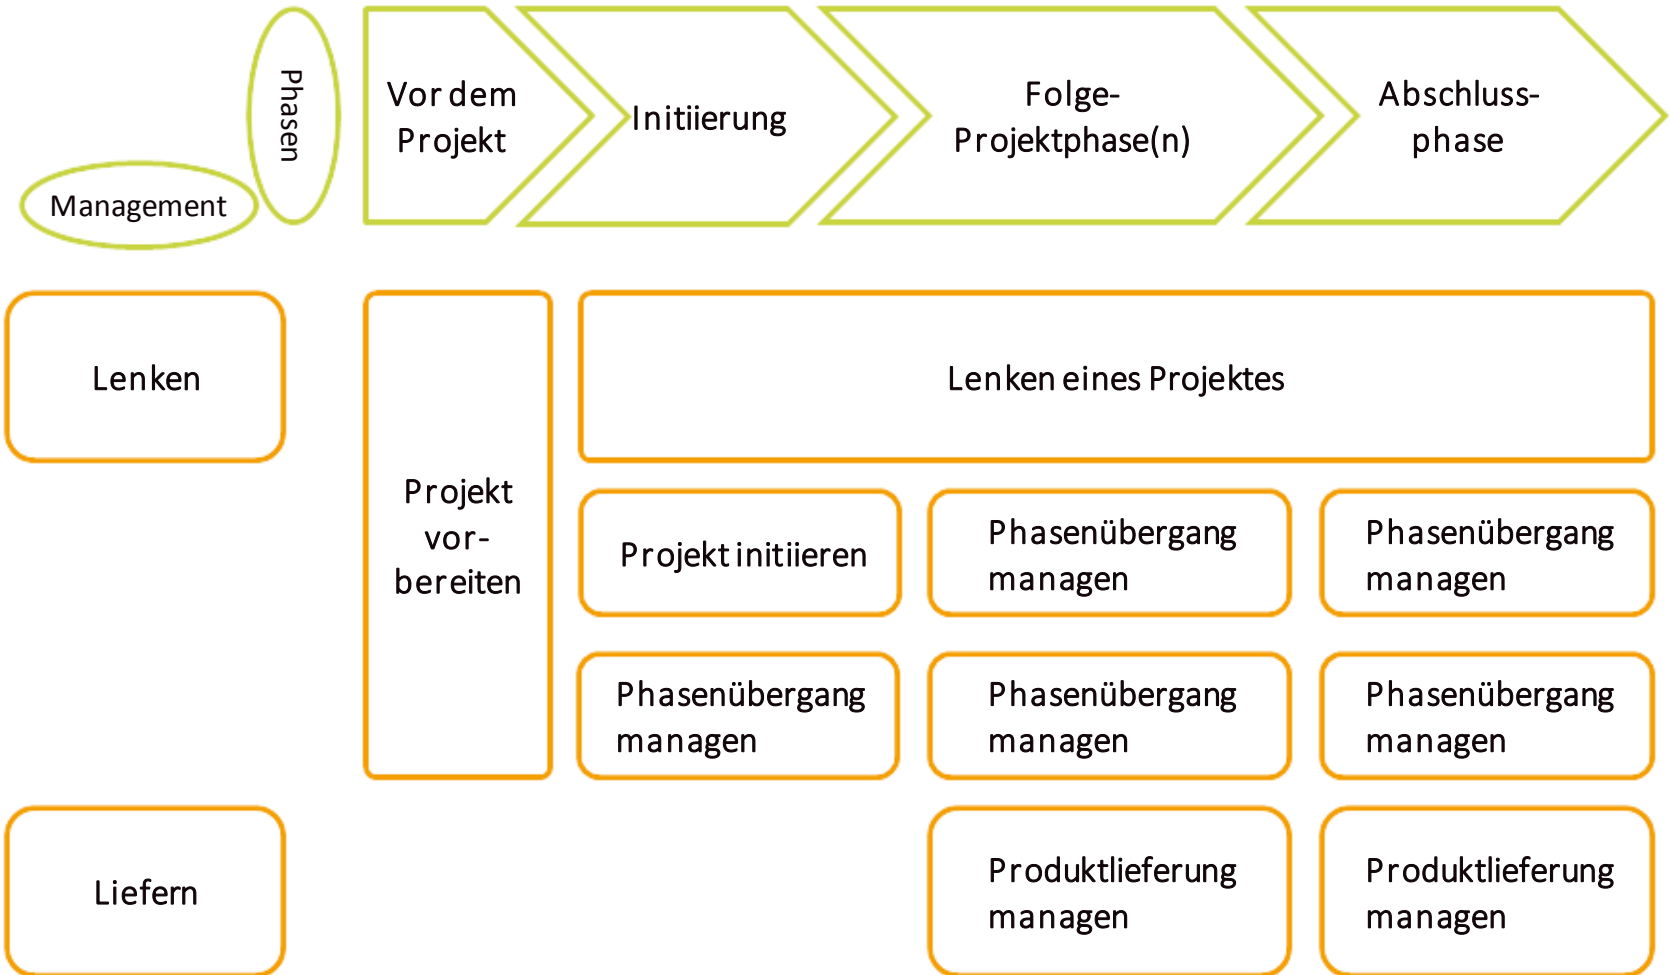 Phasen
Management
Vor dem
Projekt
Initiierung
Folge-
Projektphase(n)
Abschluss-
phase
Lenken
Lenken eines Projektes
Projekt
vor-
bereiten
Projekt initiieren
Phasenübergang
managen
Phasenübergang
managen
Phasenübergang
managen
Phasenübergang
managen
Phasenübergang
managen
Liefern
Produktlieferung
managen
Produktlieferung
managen